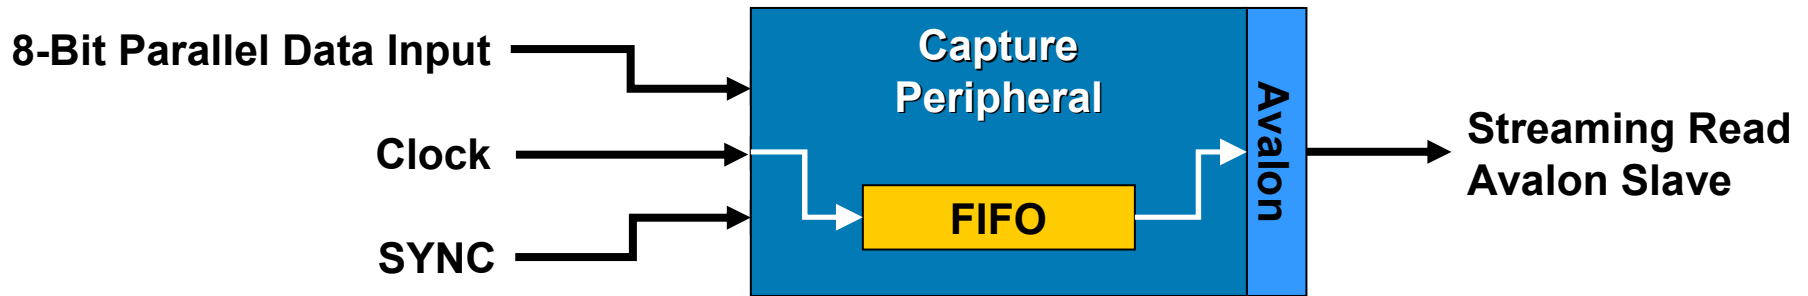 8-Bit Parallel Data Input
Clock
SYNC
Capture
Peripheral
FIFO
Avalon
Streaming Read
Avalon Slave